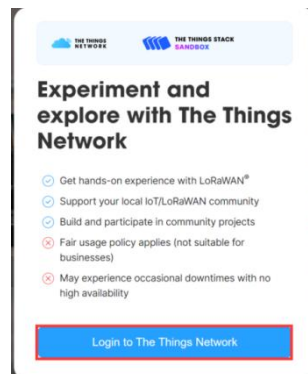 THE THINGS
NETWORK
THE THINGS STACK
SANDBOX
Experiment and
explore with The Things
Network
Get hands-on experience with LoRaWAN®
Support your local IoT/LoRaWAN community
Build and participate in community projects
Fair usage policy applies (not suitable for
businesses)
May experience occasional downtimes with no
high availability
Login to The Things Network